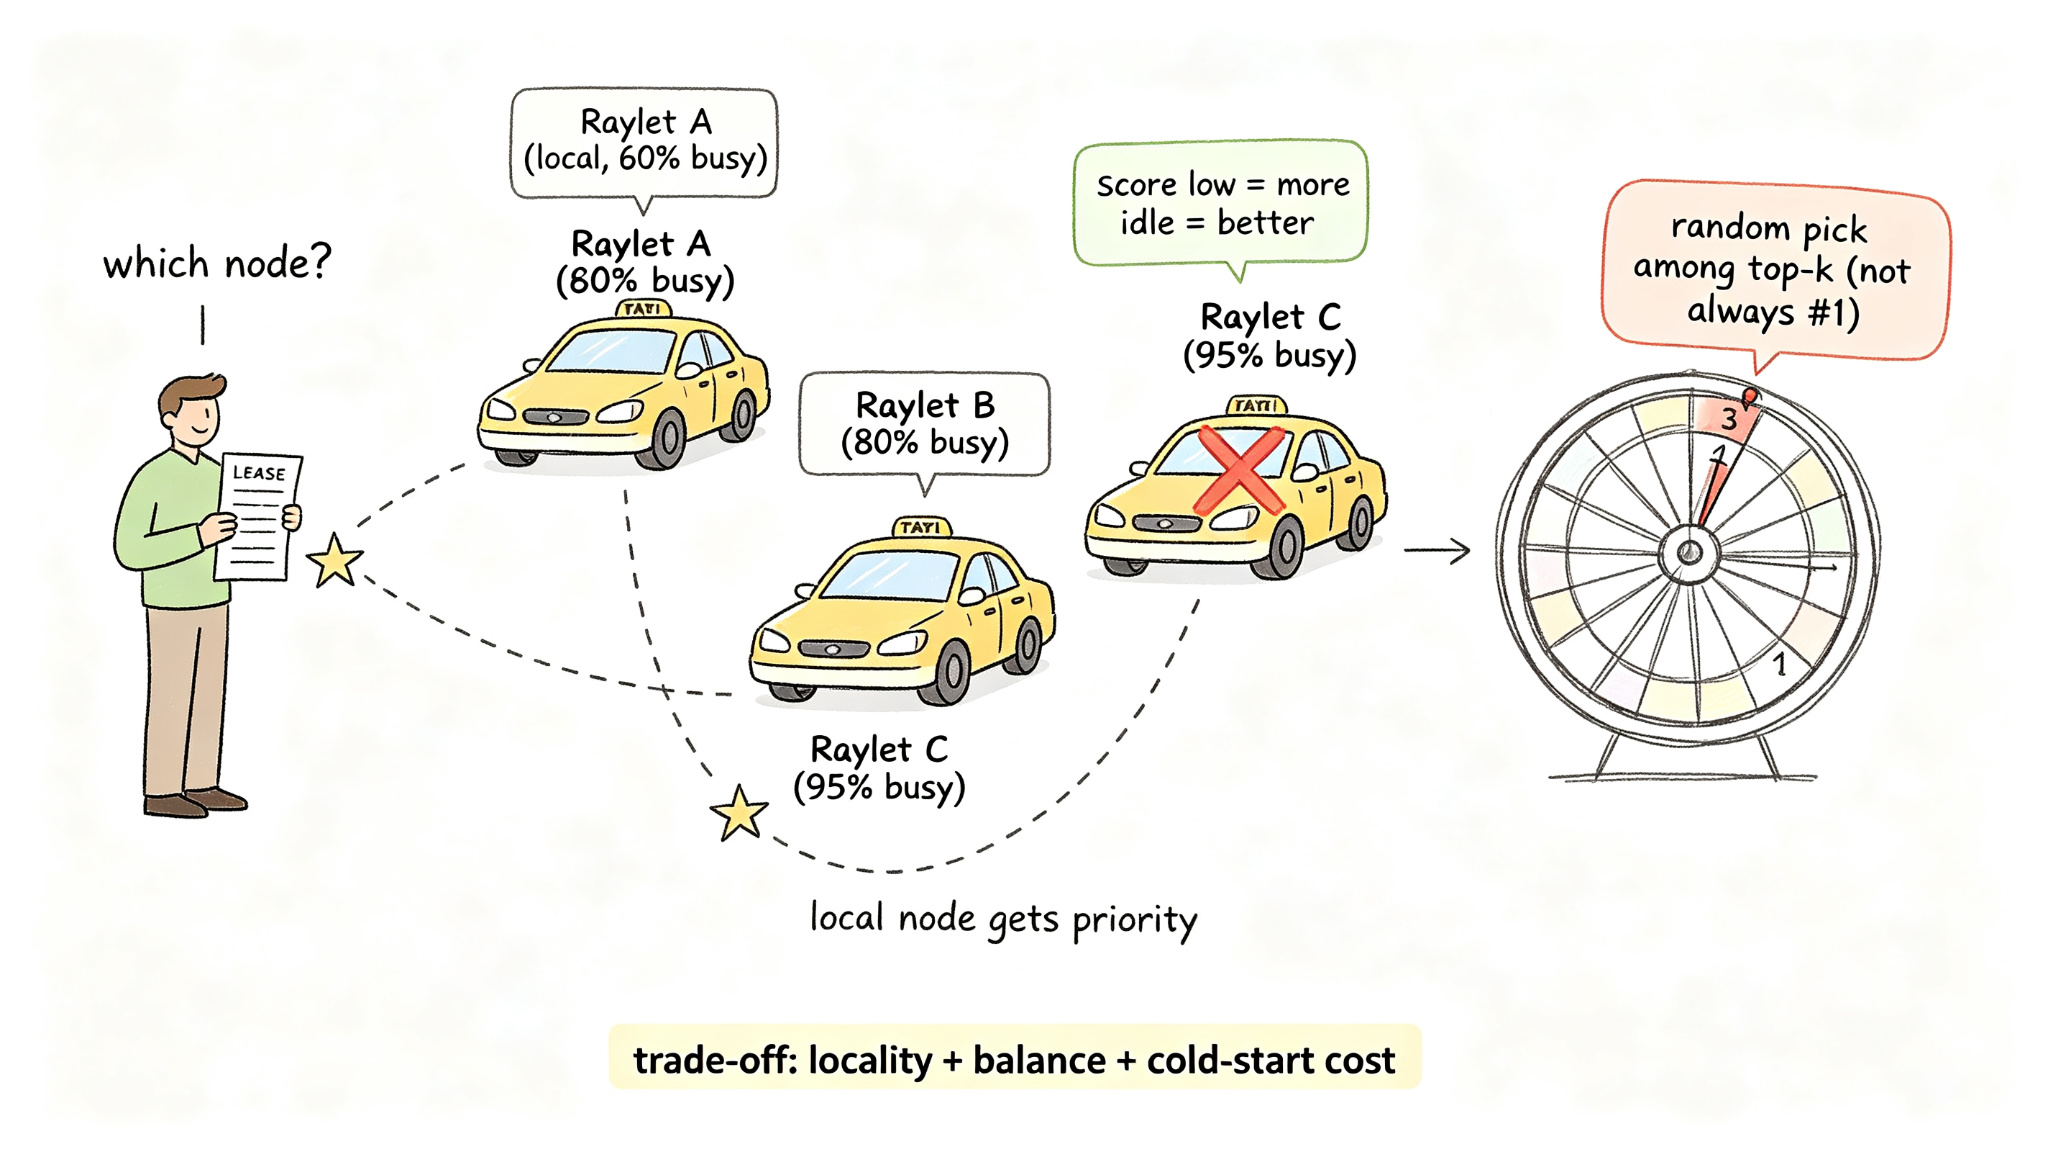 which node?
LEASE
Raylet A
(local, 60% busy)
Raylet A
(80% busy)
TAYI
Raylet B
(80% busy)
TAYI
Raylet C
(95% busy)
score low = more
idle = better
Raylet C
(95% busy)
TAYI
random pick
among top-k (not
always #1)
3
1
1
local node gets priority
trade-off: locality + balance + cold-start cost